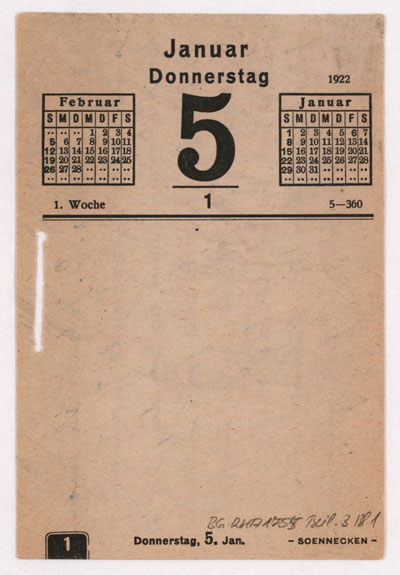 Januar
Donnerstag
1922
5
1
Februar
S M D M D F S
•• •• •• 1 2 3 4
5 6 7 8 9 10 11
12 13 14 15 16 17 18
19 20 21 22 23 24 25
26 27 28 •• •• •• ••
•• •• •• •• •• •• ••
Januar
S M D M D F S
1 2 3 4 5 6 7
8 9 10 11 12 13 14
15 16 17 18 19 20 21
22 23 24 25 26 27 28
29 30 31 •• •• •• ••
•• •• •• •• •• •• ••
1. Woche
5—360
Beil. 3
1
Donnerstag, 5. Jan.
- SOENNECKEN -